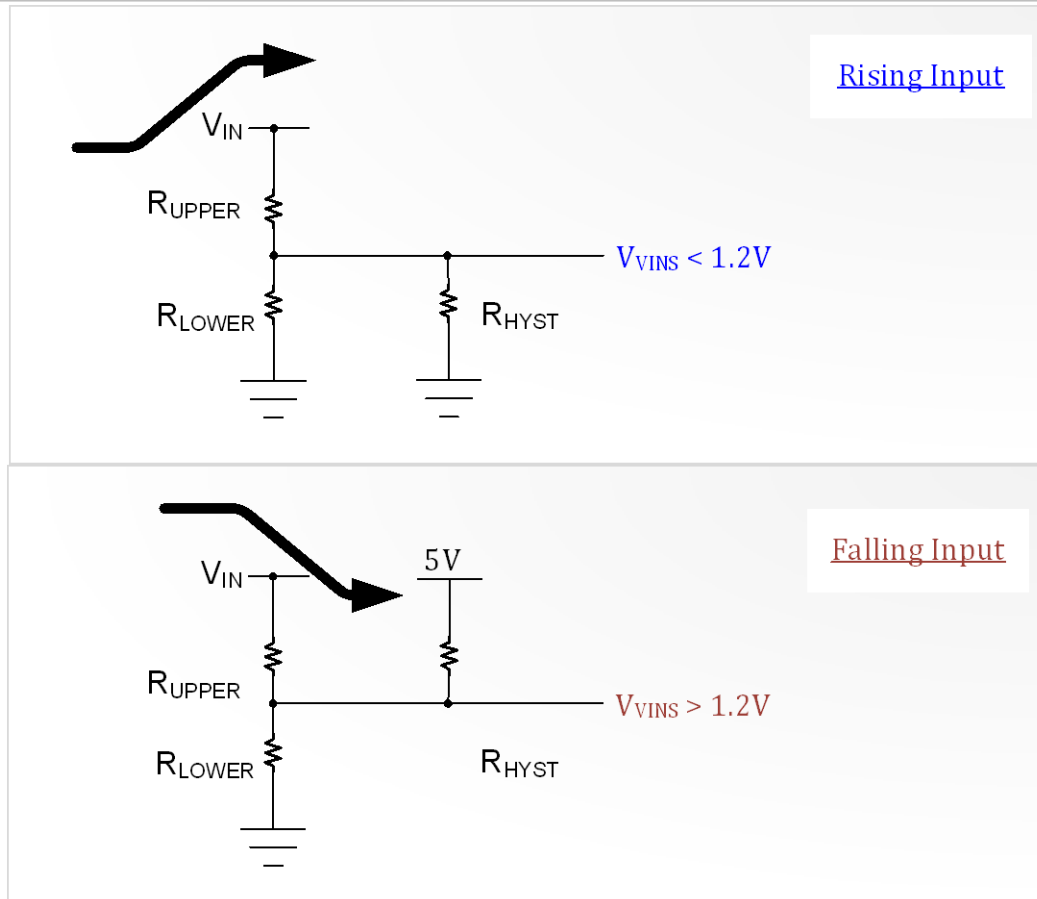 Rising Input
VIN
RUPPER
VVINS < 1.2V
RLOWER
RHYST
Falling Input
5V
VIN
RUPPER
VVINS > 1.2V
RLOWER
RHYST